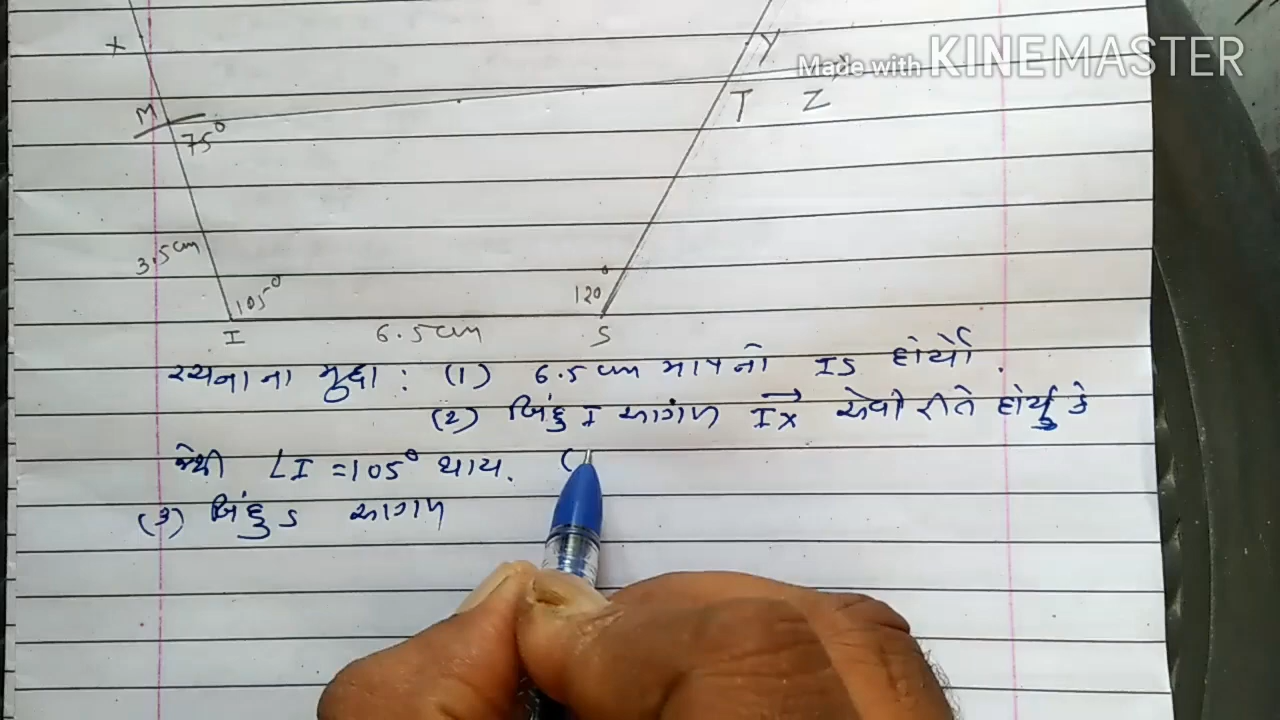 X
Y
Made with KINEMASTER
M
T Z
75°
3.5cm
105°
120°
I 6.5cm S
રચનાના મુદ્દા : (1) 6.5 cm માપનો IS દોર્યો.
(2) બિંદુ I આગળ IX એવી રીતે દોર્યું કે
જેથી ∠I = 105° થાય. (
(3) બિંદુ S આગળ